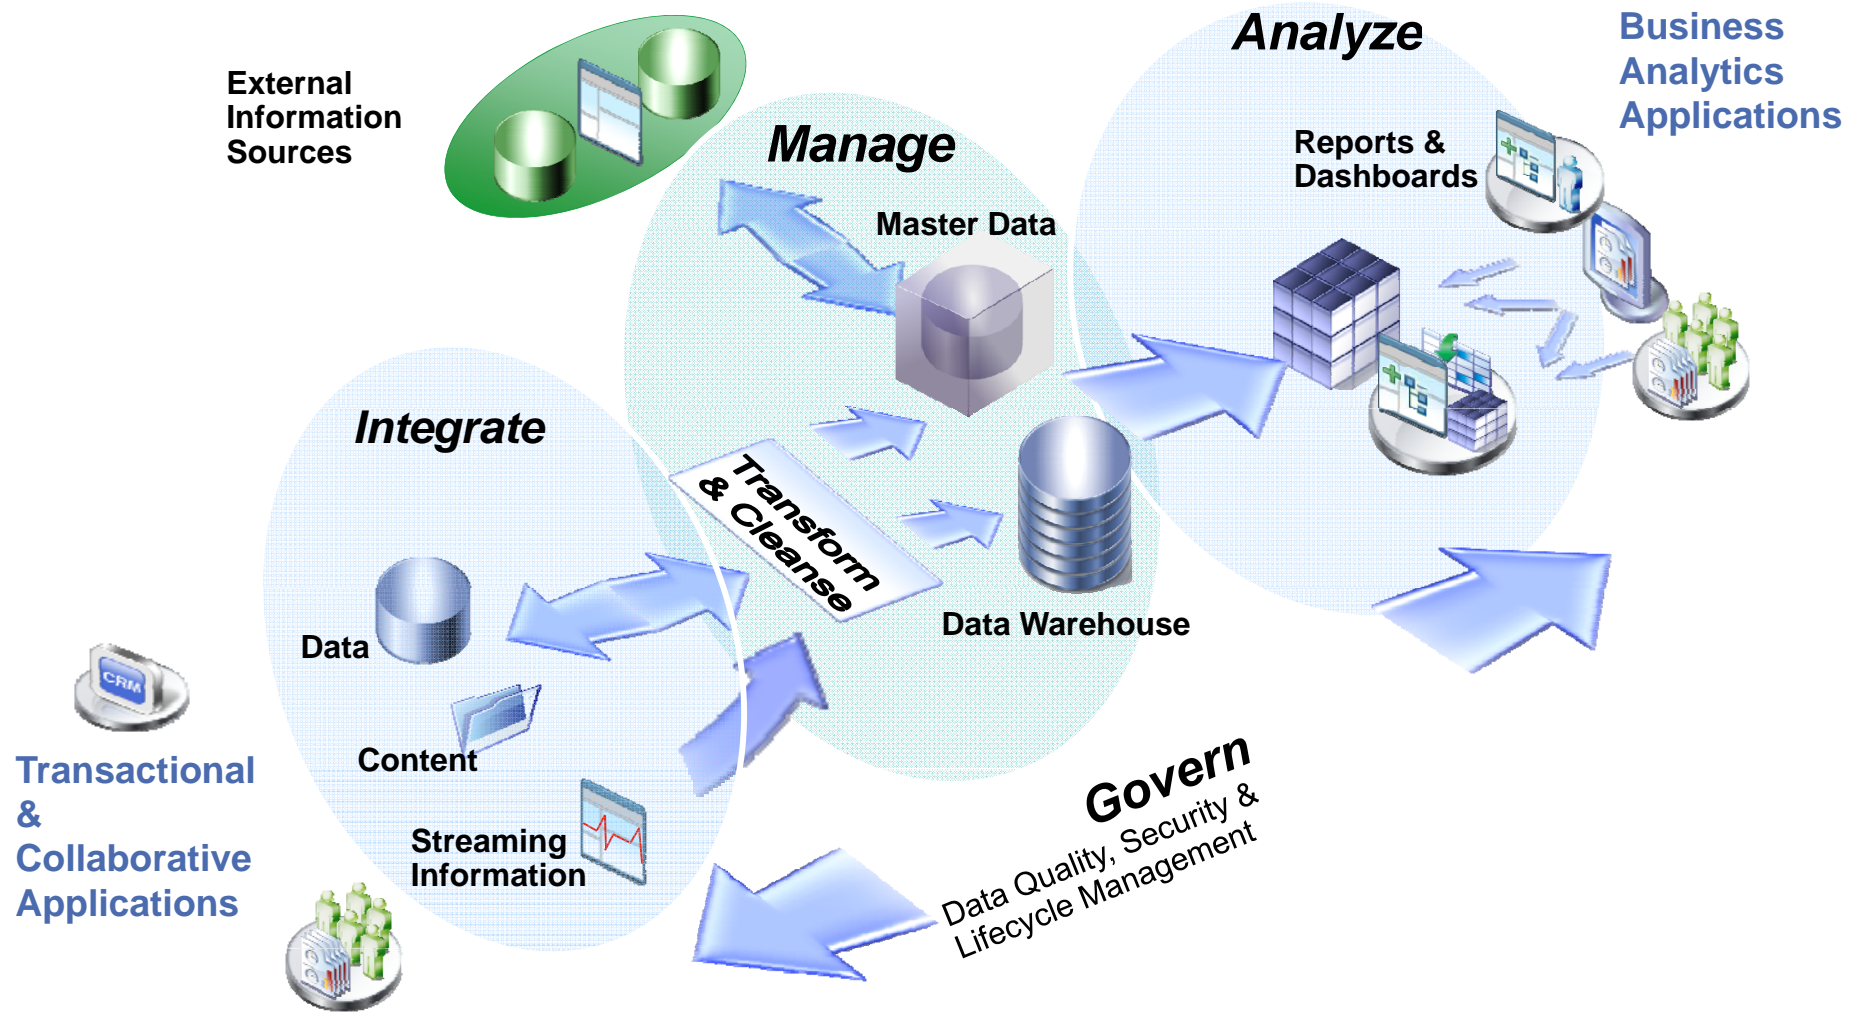 Analyze
Business
Analytics
Applications
External
Information
Sources
Manage
Reports &
Dashboards
Master Data
Integrate
Transform
& Cleanse
Data Warehouse
Data
CRM
Content
Transactional
&
Collaborative
Applications
Streaming
Information
Govern
Data Quality, Security &
Lifecycle Management